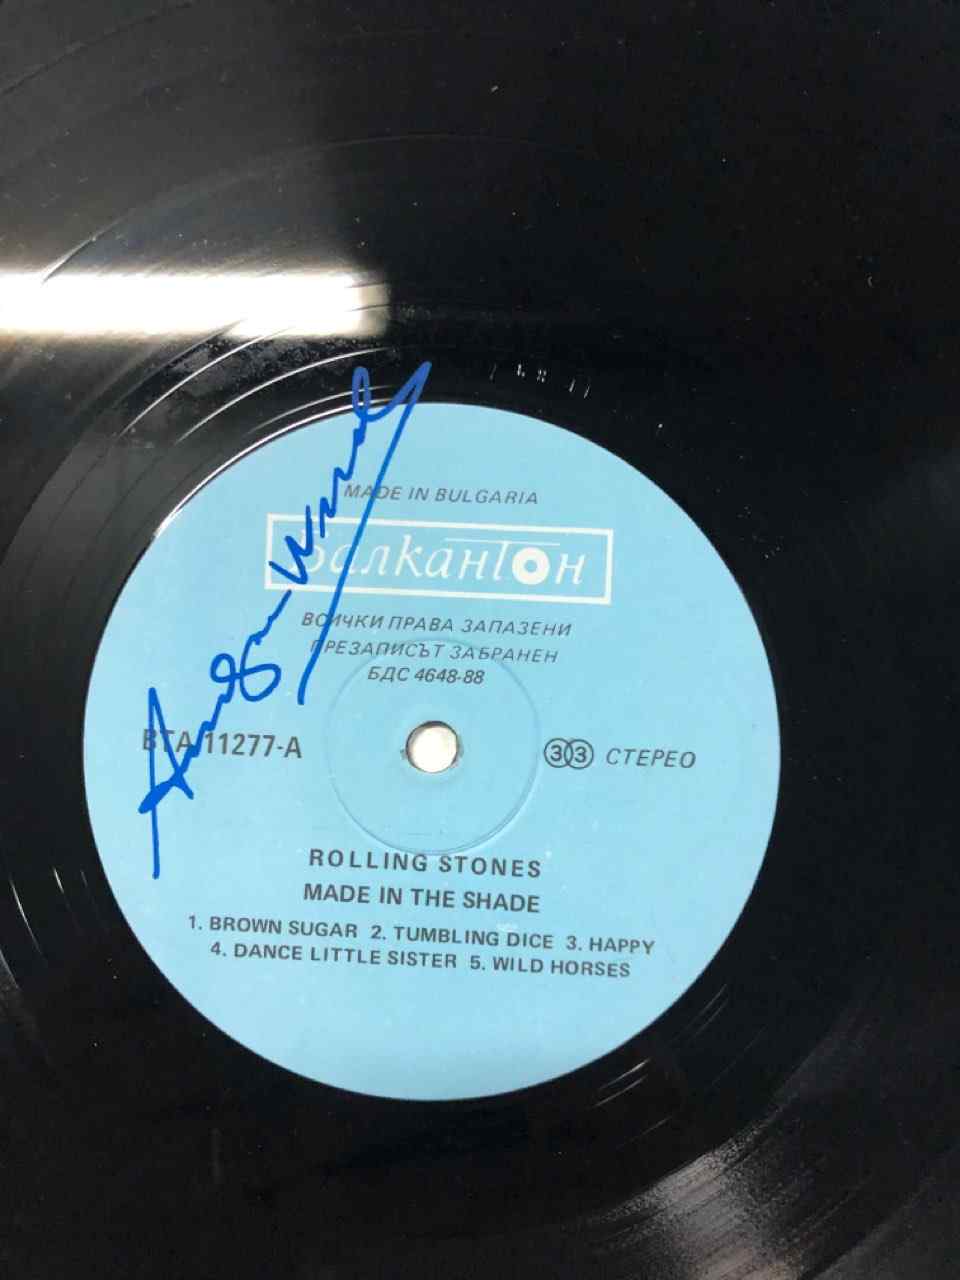 MADE IN BULGARIA
Балкантон
ВСИЧКИ ПРАВА ЗАПАЗЕНИ
ПРЕЗАПИСЪТ ЗАБРАНЕН
БДС 4648-88
ВТА 11277-А
33 СТЕРЕО
ROLLING STONES
MADE IN THE SHADE
1. BROWN SUGAR 2. TUMBLING DICE 3. HAPPY
4. DANCE LITTLE SISTER 5. WILD HORSES